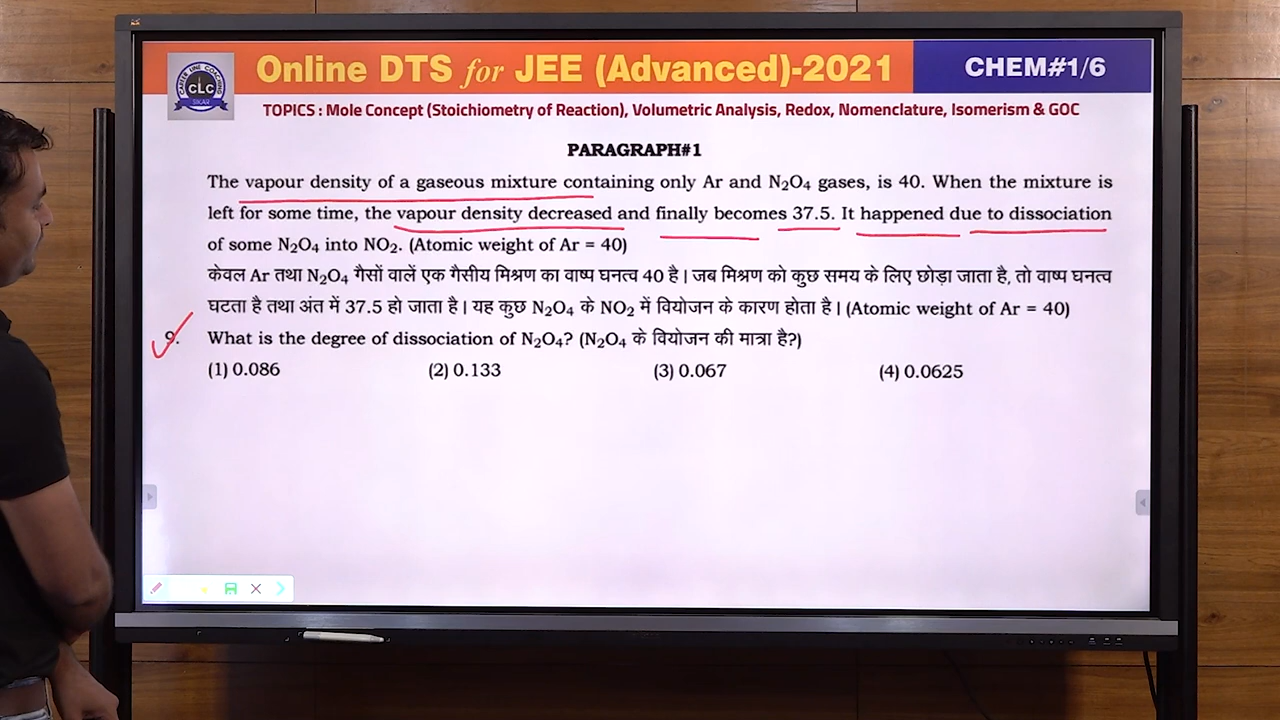 Online DTS for JEE (Advanced)-2021
CHEM#1/6
CAREER LINE COACHING
CLC
SIKAR
TOPICS : Mole Concept (Stoichiometry of Reaction), Volumetric Analysis, Redox, Nomenclature, Isomerism & GOC
PARAGRAPH#1
The vapour density of a gaseous mixture containing only Ar and N₂O₄ gases, is 40. When the mixture is
left for some time, the vapour density decreased and finally becomes 37.5. It happened due to dissociation
of some N₂O₄ into NO₂. (Atomic weight of Ar = 40)
केवल Ar तथा N₂O₄ गैसों वालें एक गैसीय मिश्रण का वाष्प घनत्व 40 है। जब मिश्रण को कुछ समय के लिए छोड़ा जाता है, तो वाष्प घनत्व
घटता है तथा अंत में 37.5 हो जाता है। यह कुछ N₂O₄ के NO₂ में वियोजन के कारण होता है। (Atomic weight of Ar = 40)
9. What is the degree of dissociation of N₂O₄? (N₂O₄ के वियोजन की मात्रा है?)
(1) 0.086 (2) 0.133 (3) 0.067 (4) 0.0625